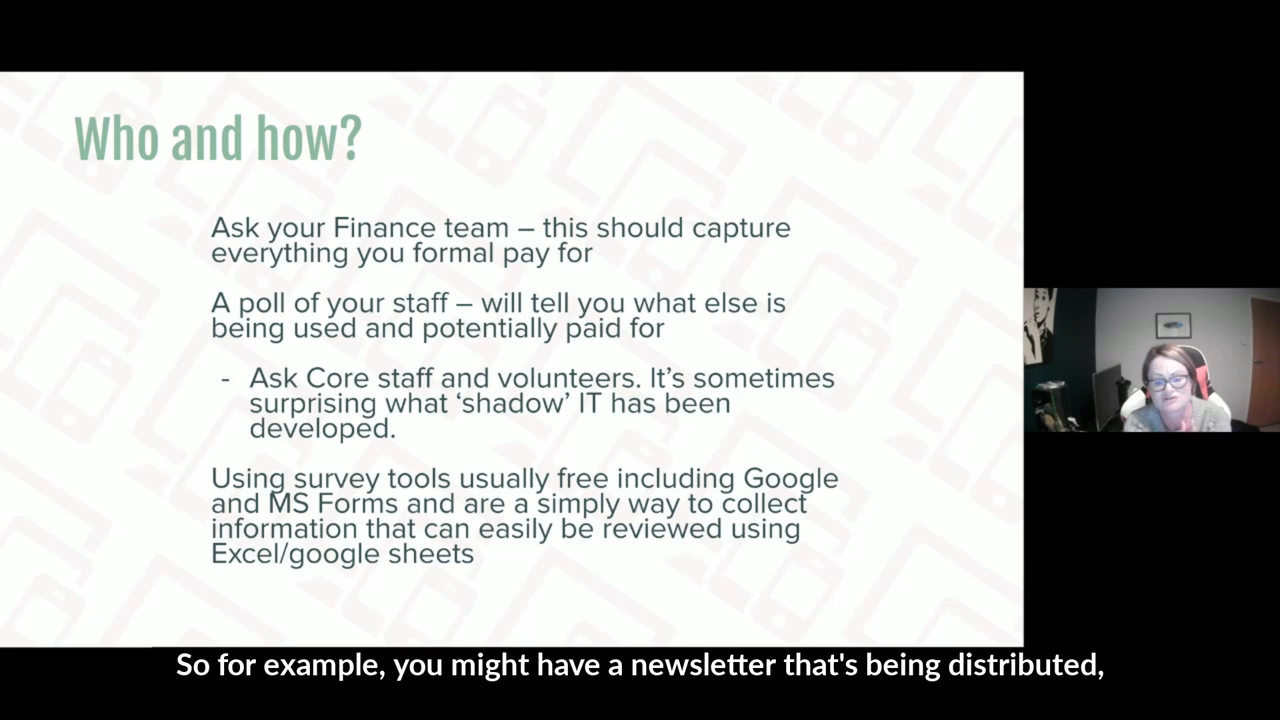 Who and how?
Ask your Finance team – this should capture
everything you formal pay for
A poll of your staff – will tell you what else is
being used and potentially paid for
- Ask Core staff and volunteers. It’s sometimes
surprising what ‘shadow’ IT has been
developed.
Using survey tools usually free including Google
and MS Forms and are a simply way to collect
information that can easily be reviewed using
Excel/google sheets
So for example, you might have a newsletter that's being distributed,